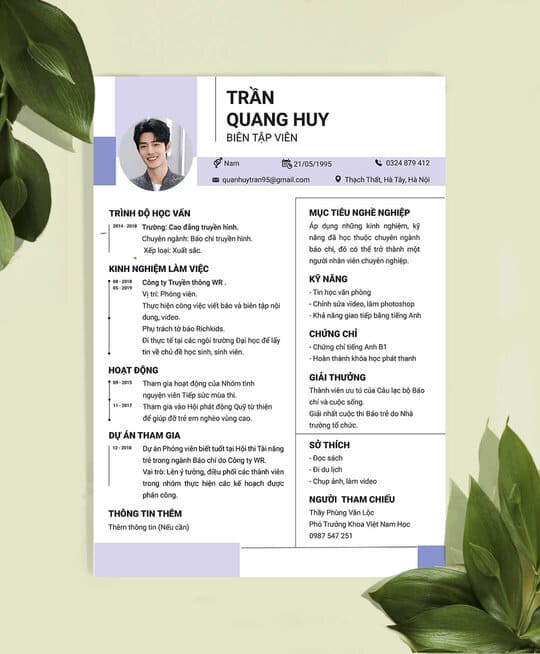 TRẦN
QUANG HUY
BIÊN TẬP VIÊN
Nam
21/05/1995
0324 879 412
quanhuytran95@gmail.com
Thạch Thất, Hà Tây, Hà Nội
TRÌNH ĐỘ HỌC VẤN
2014 - 2018
Trường: Cao đẳng truyền hình.
Chuyên ngành: Báo chí truyền hình.
Xếp loại: Xuất sắc.
KINH NGHIỆM LÀM VIỆC
08 - 2018
05 - 2019
Công ty Truyền thông WR .
Vị trí: Phóng viên.
Thực hiện công việc viết báo và biên tập nội
dung, video.
Phụ trách tờ báo Richkids.
Đi thực tế tại các ngôi trường Đại học để lấy
tin về chủ đề học sinh, sinh viên.
HOẠT ĐỘNG
09 - 2015
Tham gia hoạt động của Nhóm tình
nguyện viên Tiếp sức mùa thi.
11 - 2017
Tham gia vào Hội phát động Quỹ từ thiện
để giúp đỡ trẻ em nghèo vùng cao.
DỰ ÁN THAM GIA
12 - 2018
Dự án Phóng viên biết tuốt tại Hội thi Tài năng
trẻ trong ngành Báo chí do Công ty WR.
Vai trò: Lên ý tưởng, điều phối các thành viên
trong nhóm thực hiện các kế hoạch được
phân công.
THÔNG TIN THÊM
Thêm thông tin (Nếu cần)
MỤC TIÊU NGHỀ NGHIỆP
Áp dụng những kinh nghiệm, kỹ
năng đã học thuộc chuyên ngành
báo chí, để có thể trở thành một
người nhân viên chuyên nghiệp.
KỸ NĂNG
- Tin học văn phòng
- Chỉnh sửa video, làm photoshop
- Khả năng giao tiếp bằng tiếng Anh
CHỨNG CHỈ
- Chứng chỉ tiếng Anh B1
- Hoàn thành khóa học phát thanh
GIẢI THƯỞNG
Thành viên ưu tú của Câu lạc bộ Báo
chí và cuộc sống.
Giải nhất cuộc thi Báo trẻ do Nhà
trường tổ chức.
SỞ THÍCH
- Đọc sách
- Đi du lịch
- Chụp ảnh, làm video
NGƯỜI THAM CHIẾU
Thầy Phùng Văn Lộc
Phó Trưởng Khoa Việt Nam Học
0987 547 251